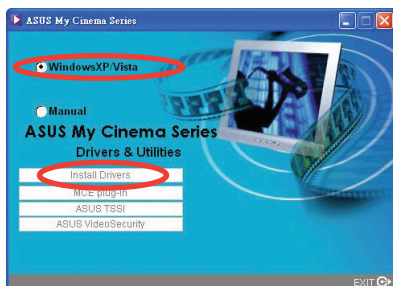 ASUS My Cinema Series
WindowsXP/Vista
Manual
ASUS My Cinema Series
Drivers & Utilities
Install Drivers
MCE plug-in
ASUS TSSI
ASUS VideoSecurity
EXIT